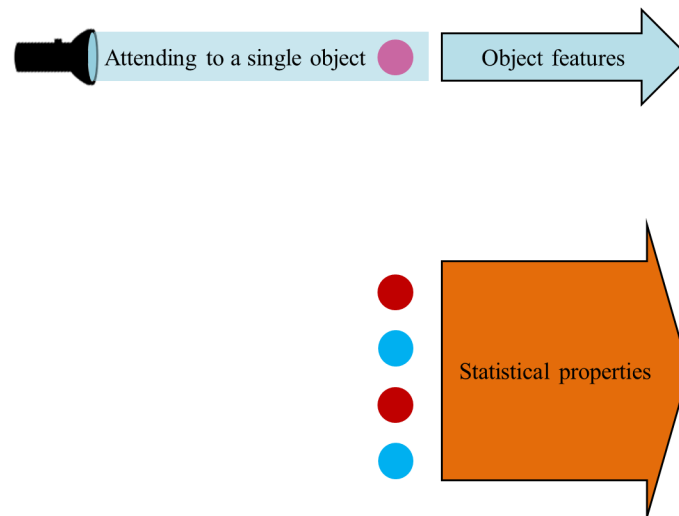 Attending to a single object
Object features
Statistical properties